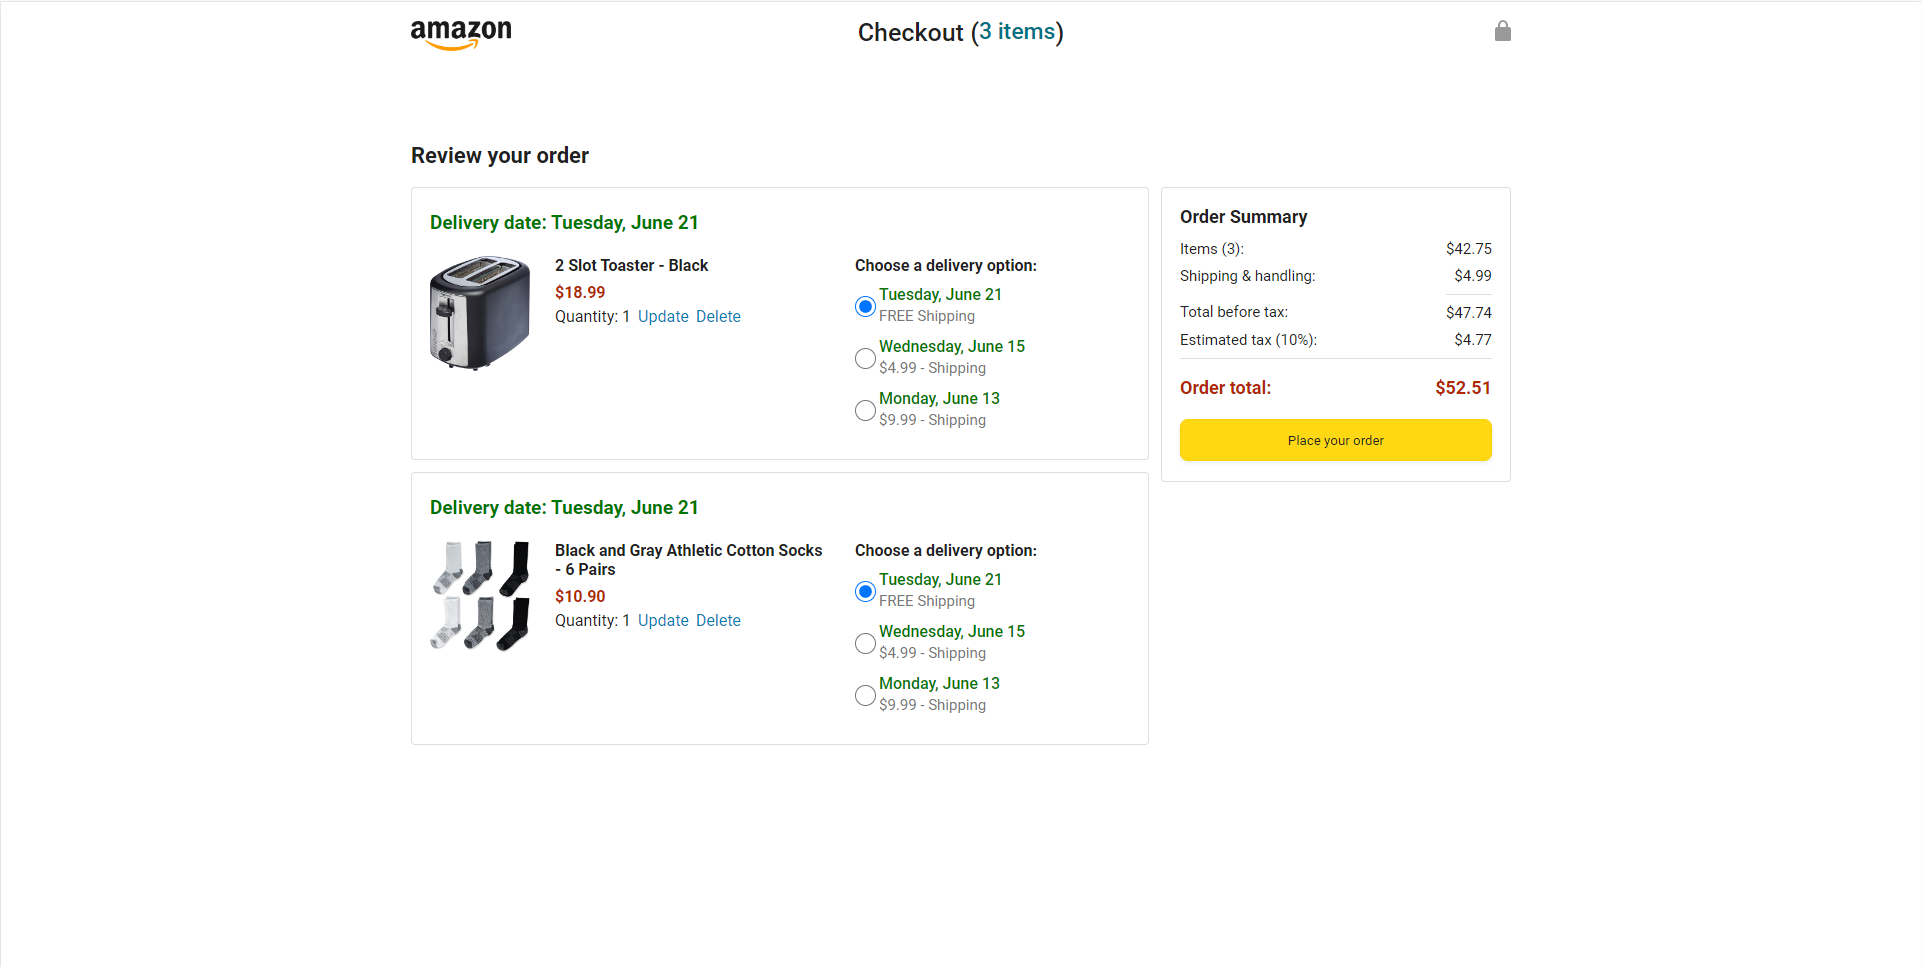 amazon
Checkout (3 items)
Review your order
Delivery date: Tuesday, June 21
2 Slot Toaster - Black
$18.99
Quantity: 1 Update Delete
Choose a delivery option:
Tuesday, June 21
FREE Shipping
Wednesday, June 15
$4.99 - Shipping
Monday, June 13
$9.99 - Shipping
Delivery date: Tuesday, June 21
Black and Gray Athletic Cotton Socks
- 6 Pairs
$10.90
Quantity: 1 Update Delete
Choose a delivery option:
Tuesday, June 21
FREE Shipping
Wednesday, June 15
$4.99 - Shipping
Monday, June 13
$9.99 - Shipping
Order Summary
Items (3): $42.75
Shipping & handling: $4.99
Total before tax: $47.74
Estimated tax (10%): $4.77
Order total: $52.51
Place your order